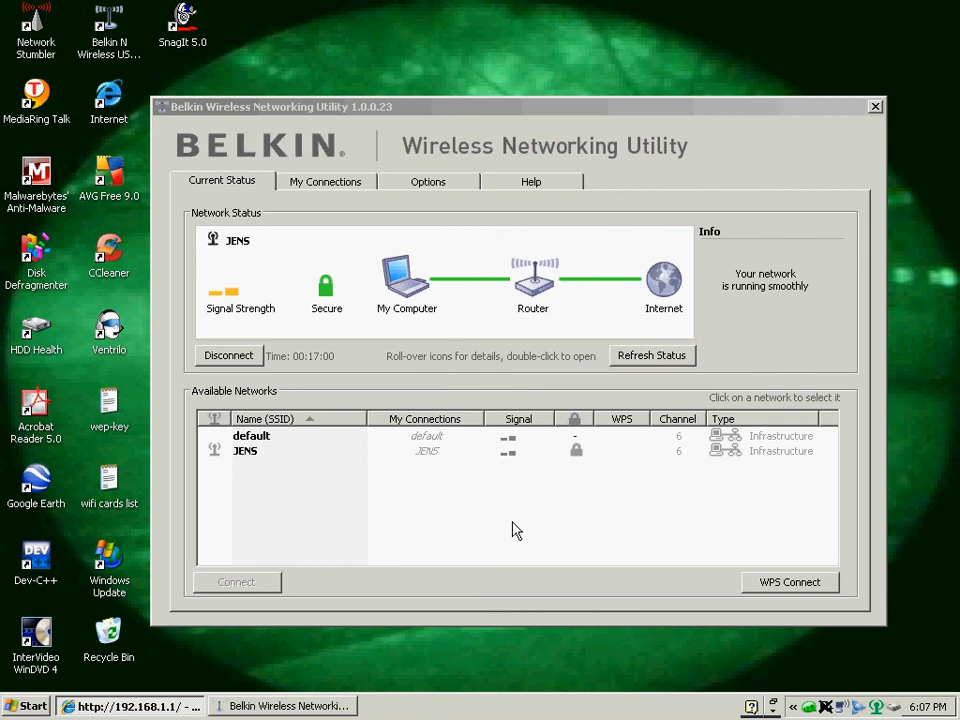 Network
Stumbler
Belkin N
Wireless US...
SnagIt 5.0
MediaRing Talk
Internet
Malwarebytes'
Anti-Malware
AVG Free 9.0
Disk
Defragmenter
CCleaner
HDD Health
Ventrilo
Acrobat
Reader 5.0
wep-key
Google Earth
wifi cards list
DEV
Dev-C++
Windows
Update
InterVideo
WinDVD 4
Recycle Bin
Belkin Wireless Networking Utility 1.0.0.23
BELKIN. Wireless Networking Utility
Current Status My Connections Options Help
Network Status
JENS
Signal Strength Secure My Computer Router Internet
Info
Your network
is running smoothly
Disconnect Time: 00:17:00 Roll-over icons for details, double-click to open Refresh Status
Available Networks
Click on a network to select it
Name (SSID) My Connections Signal WPS Channel Type
default default - 6 Infrastructure
JENS JENS 6 Infrastructure
Connect WPS Connect
Start http://192.168.1.1/ - ... Belkin Wireless Networki... « 6:07 PM